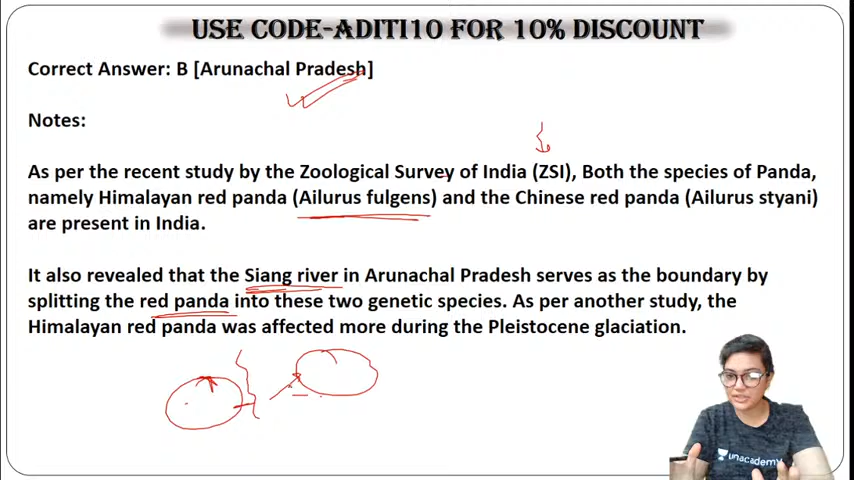 USE CODE-ADITI10 FOR 10% DISCOUNT
Correct Answer: B [Arunachal Pradesh]
Notes:
As per the recent study by the Zoological Survey of India (ZSI), Both the species of Panda,
namely Himalayan red panda (Ailurus fulgens) and the Chinese red panda (Ailurus styani)
are present in India.
It also revealed that the Siang river in Arunachal Pradesh serves as the boundary by
splitting the red panda into these two genetic species. As per another study, the
Himalayan red panda was affected more during the Pleistocene glaciation.
unacademy